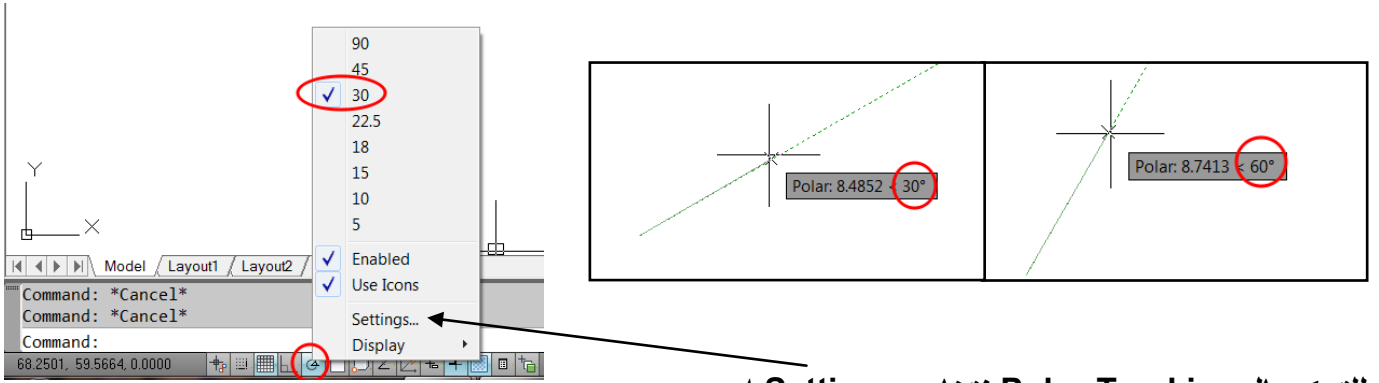 90
45
30
22.5
18
15
10
5
Enabled
Use Icons
Settings...
Display
Y
X
Model / Layout1 / Layout2 /
Command: *Cancel*
Command: *Cancel*
Command:
68.2501, 59.5664, 0.0000
Polar: 8.4852 < 30°
Polar: 8.7413 < 60°
Polar